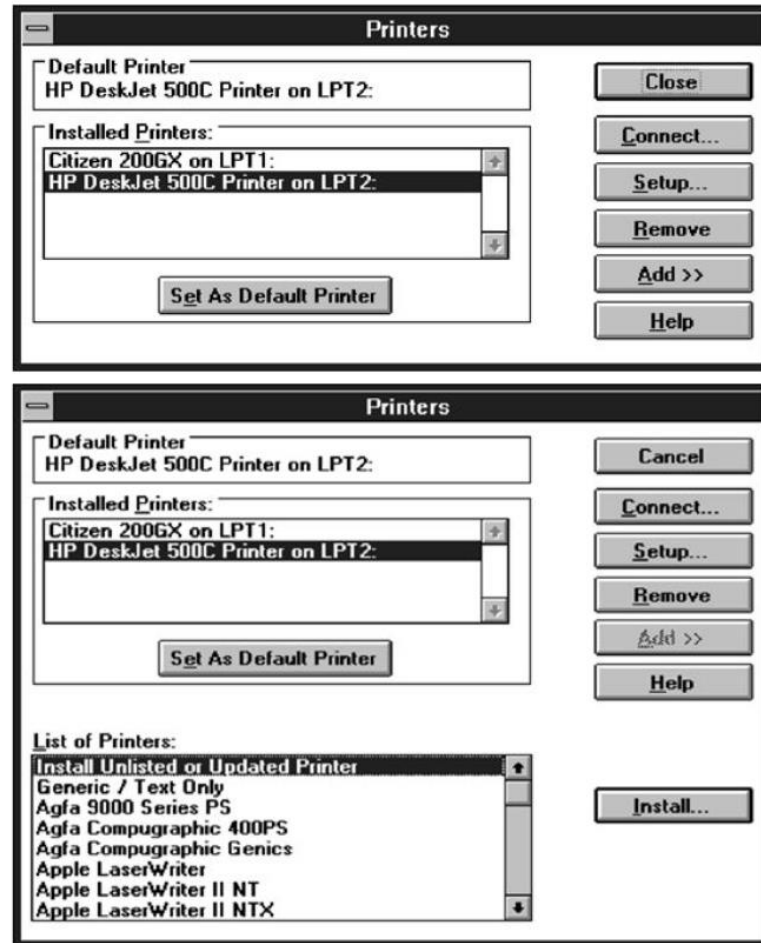 Printers
Default Printer
HP DeskJet 500C Printer on LPT2:
Installed Printers:
Citizen 200GX on LPT1:
HP DeskJet 500C Printer on LPT2:
Set As Default Printer
Close
Connect...
Setup...
Remove
Add >>
Help
Printers
Default Printer
HP DeskJet 500C Printer on LPT2:
Installed Printers:
Citizen 200GX on LPT1:
HP DeskJet 500C Printer on LPT2:
Set As Default Printer
Cancel
Connect...
Setup...
Remove
Add >>
Help
List of Printers:
Install Unlisted or Updated Printer
Generic / Text Only
Agfa 9000 Series PS
Agfa Compugraphic 400PS
Agfa Compugraphic Genics
Apple LaserWriter
Apple LaserWriter II NT
Apple LaserWriter II NTX
Install...